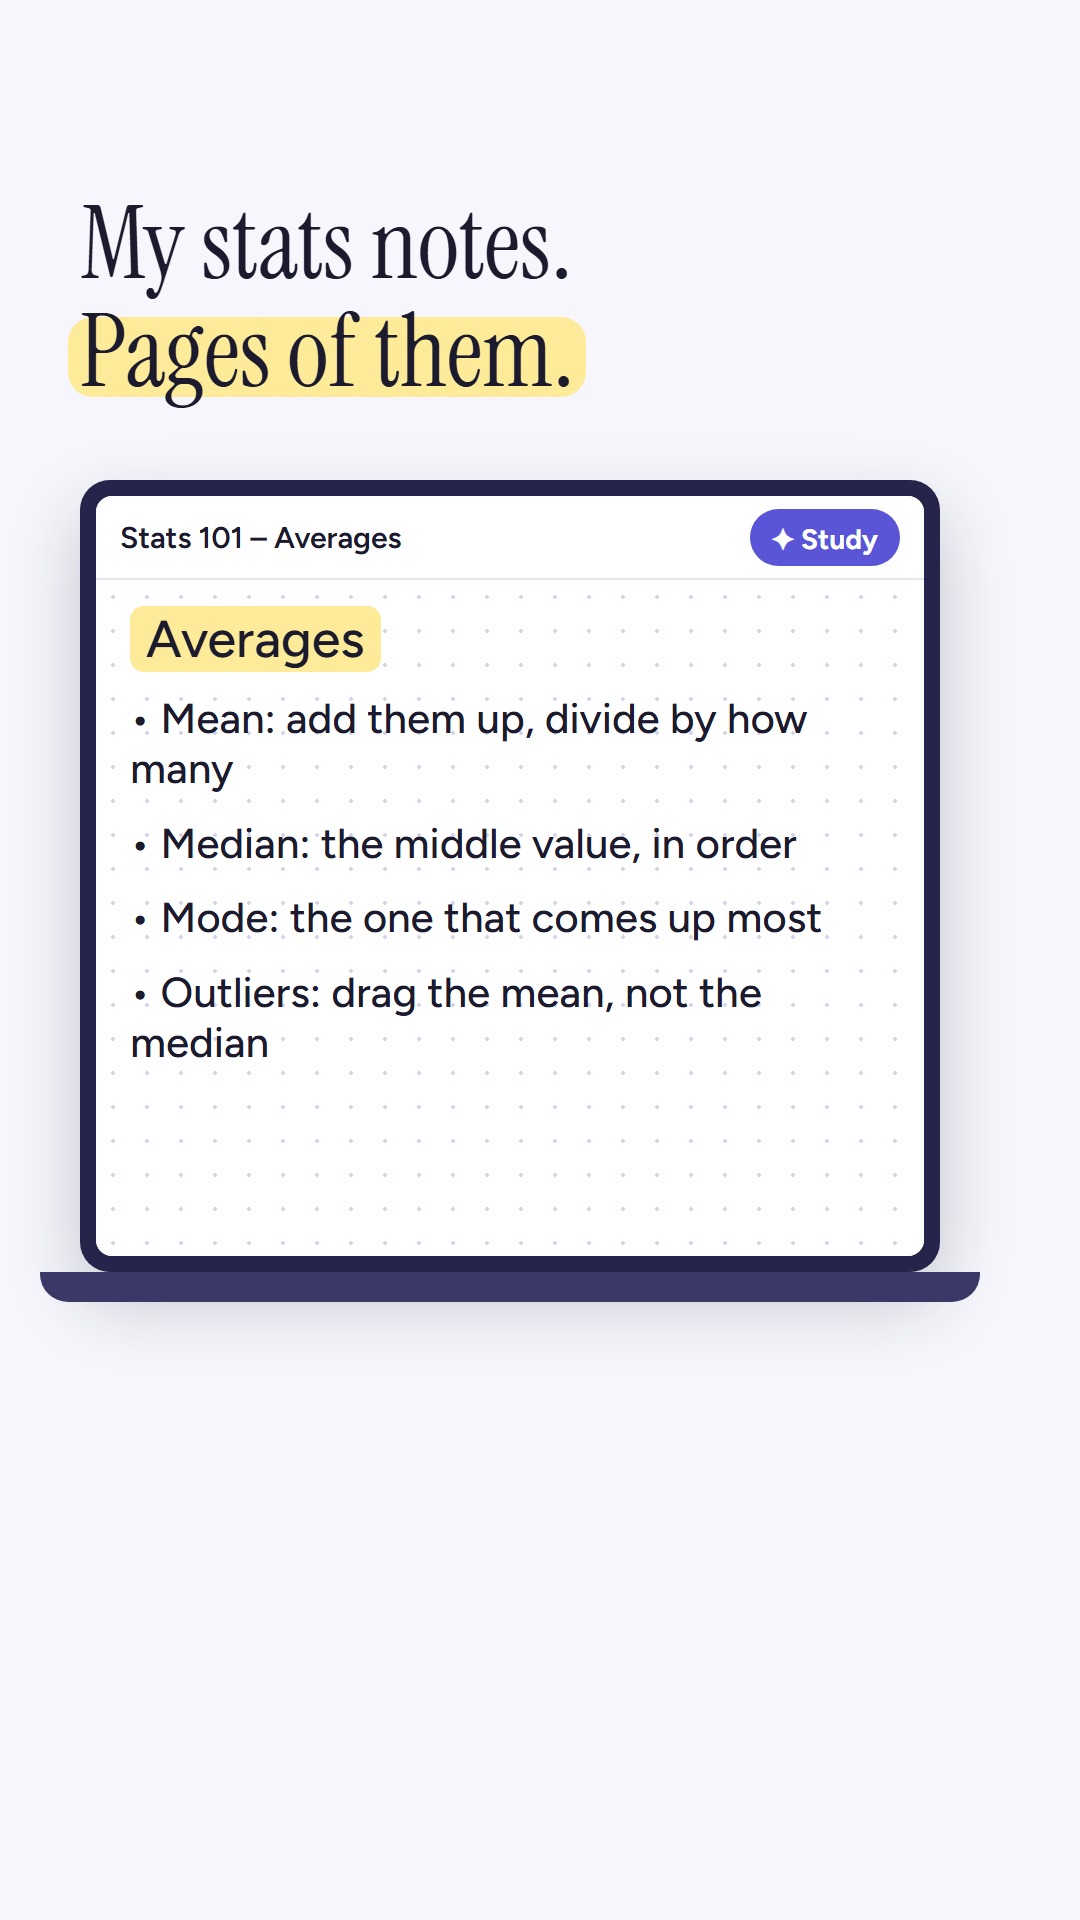 My stats notes.
Pages of them.
Stats 101 – Averages
✦ Study
Averages
• Mean: add them up, divide by how
many
• Median: the middle value, in order
• Mode: the one that comes up most
• Outliers: drag the mean, not the
median